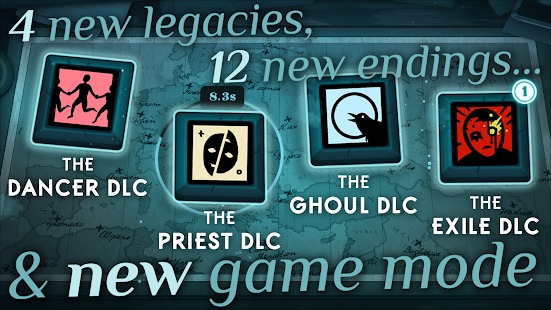 4 new legacies,
12 new endings...
8.3s
1
THE
DANCER DLC
THE
PRIEST DLC
THE
GHOUL DLC
THE
EXILE DLC
& new game mode